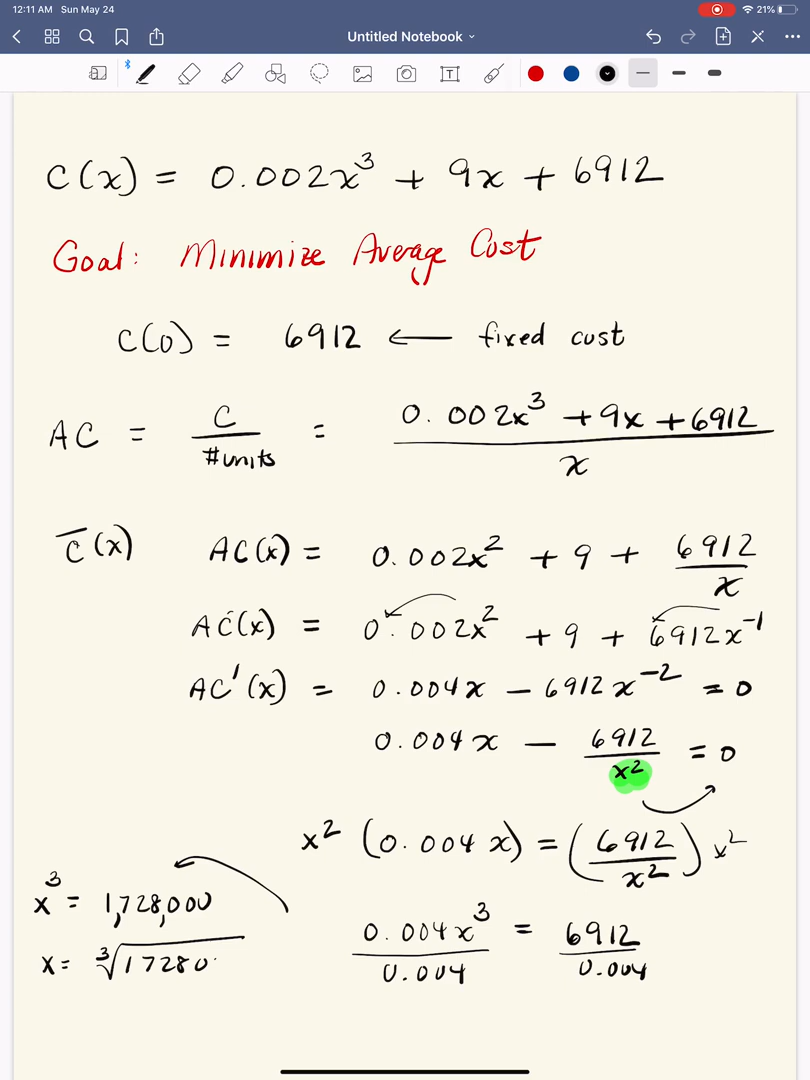 12:11 AM Sun May 24 21%
Untitled Notebook
C(x) = 0.002x³ + 9x + 6912
Goal: Minimize Average Cost
C(0) = 6912 ← fixed cost
AC = C / #units = (0.002x³ + 9x + 6912) / x
C̅(x) AC(x) = 0.002x² + 9 + 6912/x
AC(x) = 0.002x² + 9 + 6912x⁻¹
AC'(x) = 0.004x − 6912x⁻² = 0
0.004x − 6912/x² = 0
x² (0.004x) = (6912/x²) x²
x³ = 1,728,000
0.004x³ / 0.004 = 6912 / 0.004
x = ³√17280